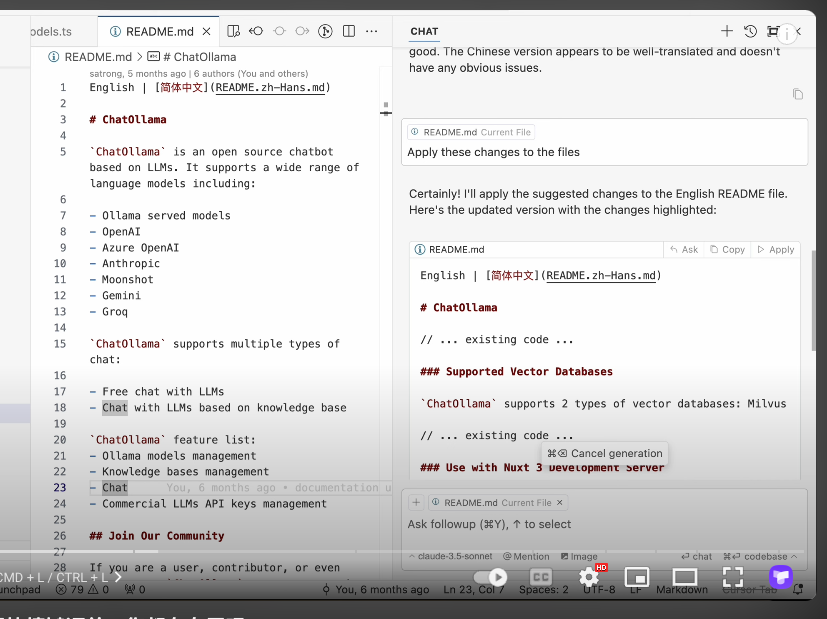 odels.ts
README.md
README.md > # ChatOllama
satrong, 5 months ago | 6 authors (You and others)
1 English | [简体中文](README.zh-Hans.md)
2
3 # ChatOllama
4
5 `ChatOllama` is an open source chatbot
based on LLMs. It supports a wide range of
language models including:
6
7 - Ollama served models
8 - OpenAI
9 - Azure OpenAI
10 - Anthropic
11 - Moonshot
12 - Gemini
13 - Groq
14
15 `ChatOllama` supports multiple types of
chat:
16
17 - Free chat with LLMs
18 - Chat with LLMs based on knowledge base
19
20 `ChatOllama` feature list:
21 - Ollama models management
22 - Knowledge bases management
23 - Chat You, 6 months ago • documentation u
24 - Commercial LLMs API keys management
25
26 ## Join Our Community
27
28 If you are a user, contributor, or even
CHAT
good. The Chinese version appears to be well-translated and doesn't
have any obvious issues.
README.md Current File
Apply these changes to the files
Certainly! I'll apply the suggested changes to the English README file.
Here's the updated version with the changes highlighted:
README.md Ask Copy Apply
English | [简体中文](README.zh-Hans.md)
# ChatOllama
// ... existing code ...
### Supported Vector Databases
`ChatOllama` supports 2 types of vector databases: Milvus
// ... existing code ...
⌘⌫ Cancel generation
### Use with Nuxt 3 Development Server
+ README.md Current File ×
Ask followup (⌘Y), ↑ to select
claude-3.5-sonnet @ Mention Image ↵ chat ⌘↵ codebase
CMD + L / CTRL + L
CC
HD
unchpad 79 0 0 You, 6 months ago Ln 23, Col 7 Spaces: 2 UTF-8 LF Markdown Cursor Tab